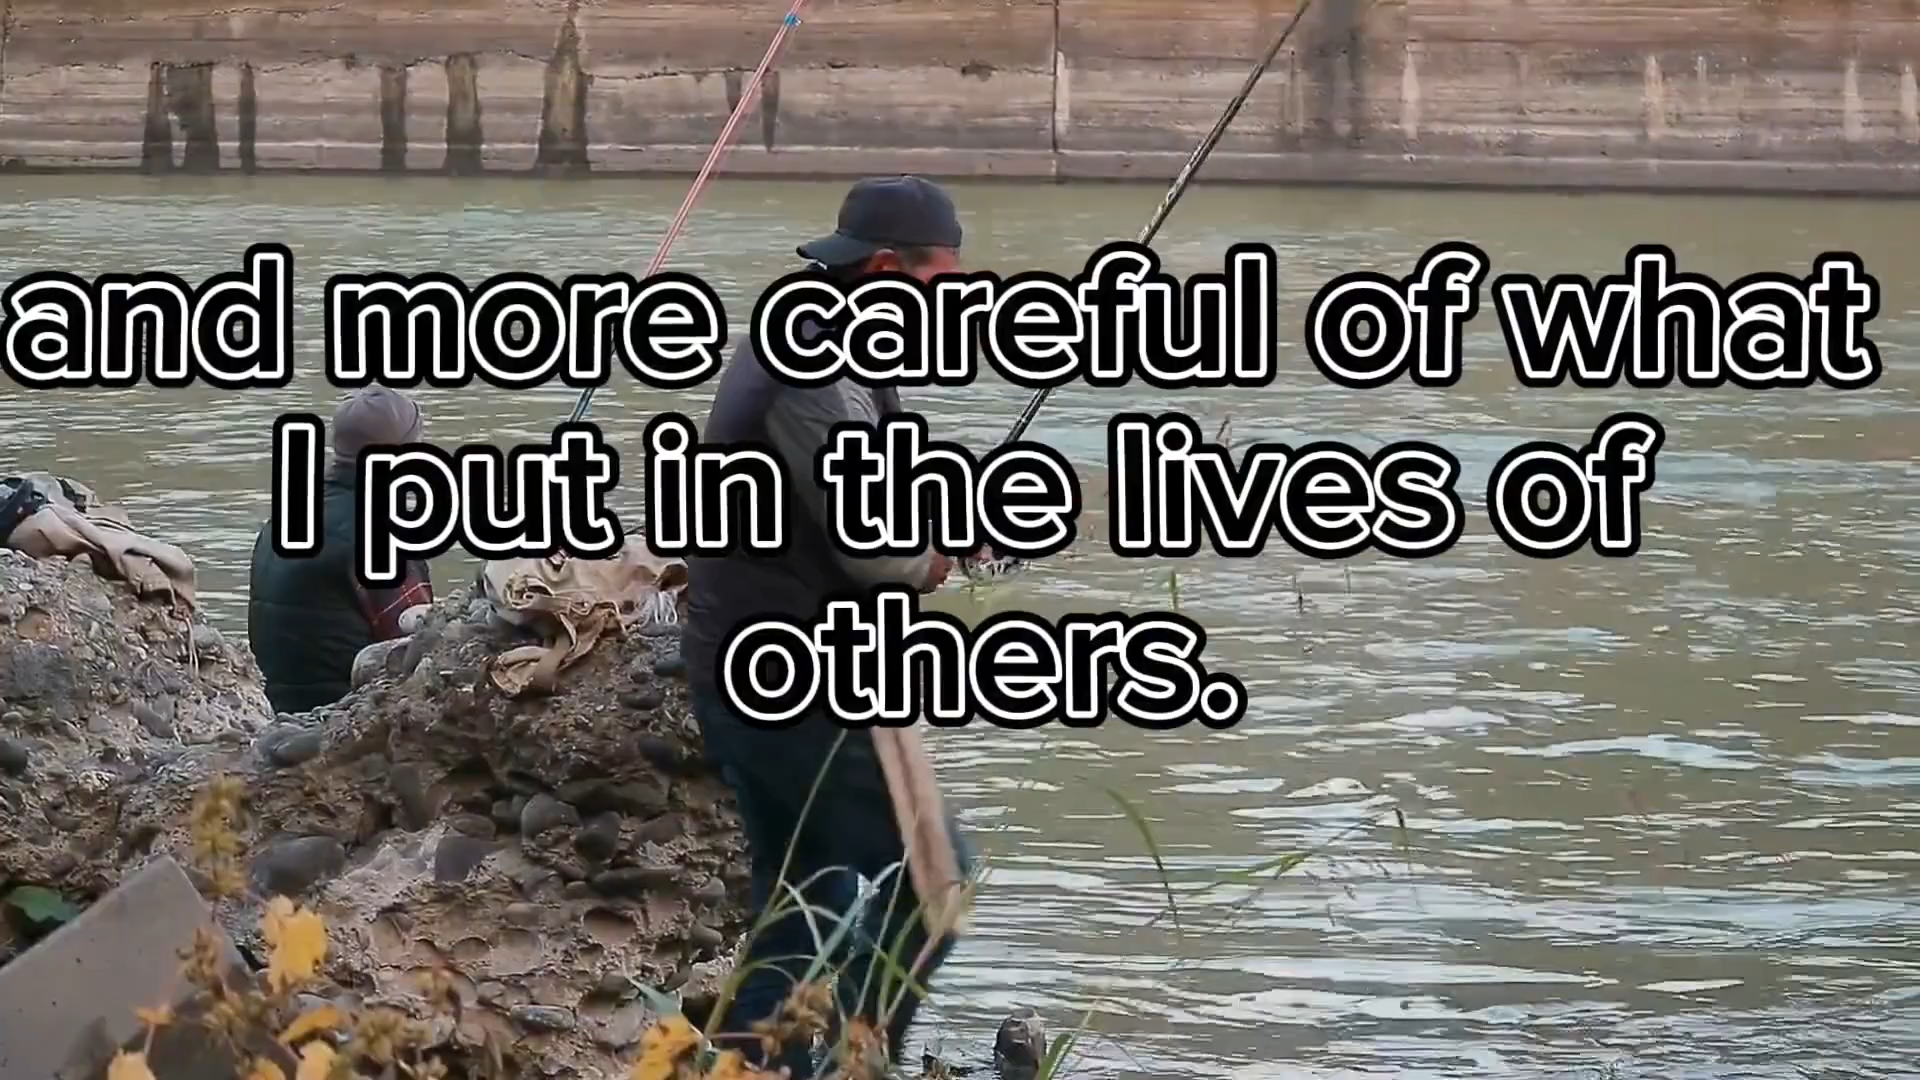 and more careful of what
I put in the lives of
others.